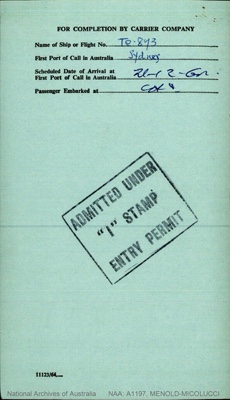 FOR COMPLETION BY CARRIER COMPANY
Name of Ship or Flight No. TG-893
First Port of Call in Australia Sydney
Scheduled Date of Arrival at
First Port of Call in Australia
Passenger Embarked at
ADMITTED UNDER
"I" STAMP
ENTRY PERMIT
11123/64
National Archives of Australia NAA: A1197, MENOLD-MICOLUCCI